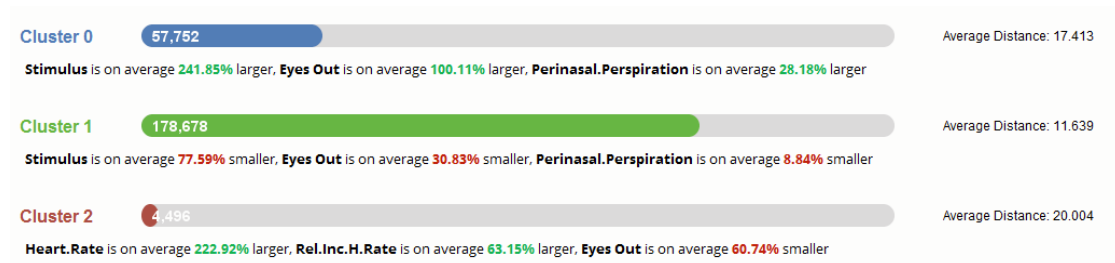 Cluster 0 57,752 Average Distance: 17.413
Stimulus is on average 241.85% larger, Eyes Out is on average 100.11% larger, Perinasal.Perspiration is on average 28.18% larger
Cluster 1 178,678 Average Distance: 11.639
Stimulus is on average 77.59% smaller, Eyes Out is on average 30.83% smaller, Perinasal.Perspiration is on average 8.84% smaller
Cluster 2 4,496 Average Distance: 20.004
Heart.Rate is on average 222.92% larger, Rel.Inc.H.Rate is on average 63.15% larger, Eyes Out is on average 60.74% smaller